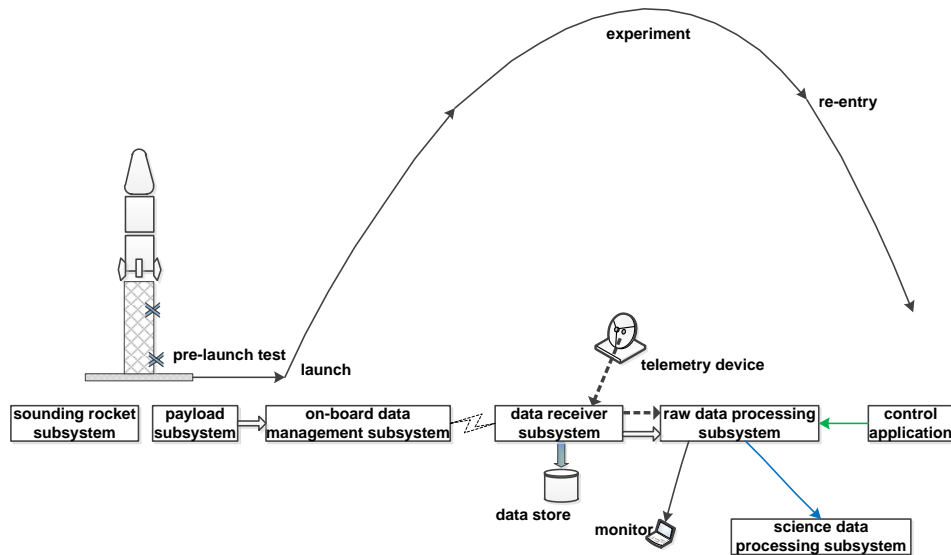 experiment
re-entry
pre-launch test
launch
telemetry device
sounding rocket
subsystem
payload
subsystem
on-board data
management subsystem
data receiver
subsystem
raw data processing
subsystem
control
application
data store
monitor
science data
processing subsystem